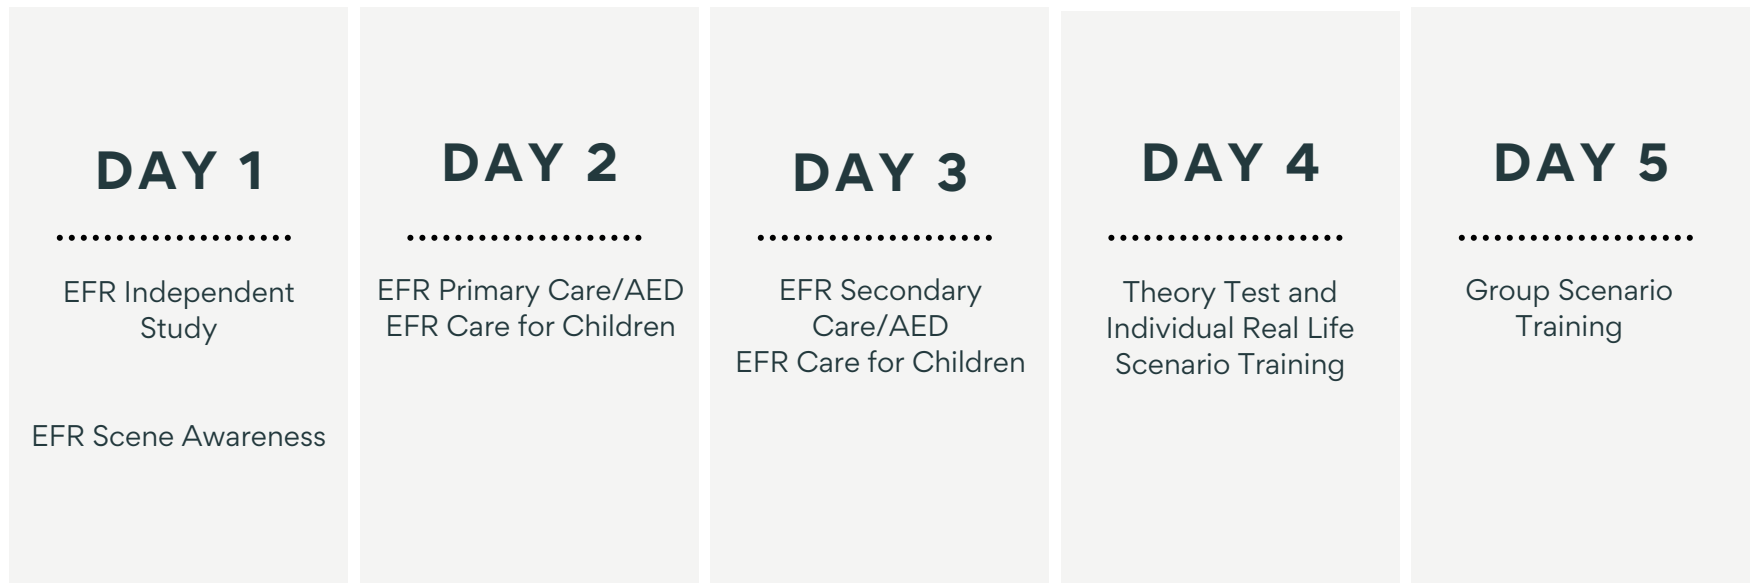 DAY 1
EFR Independent
Study
EFR Scene Awareness
DAY 2
EFR Primary Care/AED
EFR Care for Children
DAY 3
EFR Secondary
Care/AED
EFR Care for Children
DAY 4
Theory Test and
Individual Real Life
Scenario Training
DAY 5
Group Scenario
Training